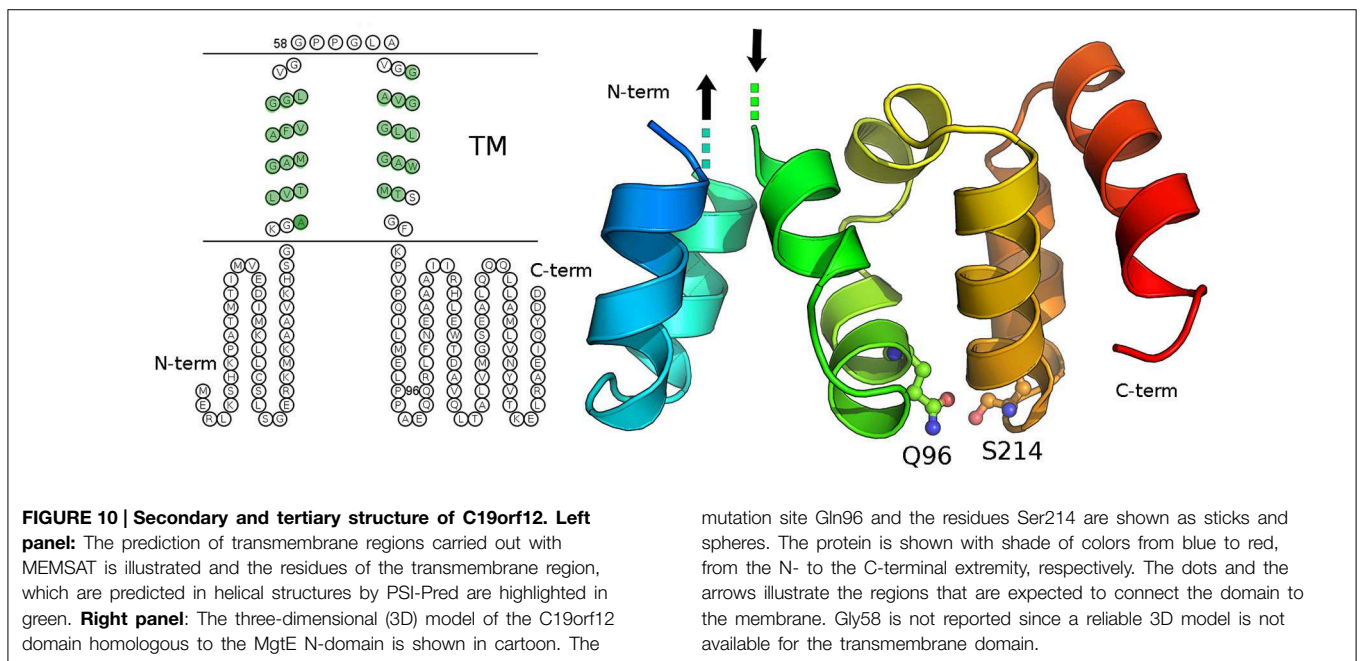 58 G P P G L A
V G
G G L
A F V
G A M
L V T
K G A
V G G
A V G
G L L
G A W
M T S
G F
TM
N-term
M E R L
K S H K P A T M T I
M V
E D I M K L C S L
S G
E R K M K A A V K H S G
K P V P Q I L M E L P P
A E
96
Q Q R L F N E A A
I I
R H L E W T D A V Q
L T
A L V M G S E A L Q
Q Q
L L A M L V N Y V T
K E
L R A E I Q Y D D
C-term
N-term
C-term
Q96
S214
FIGURE 10 | Secondary and tertiary structure of C19orf12. Left
panel: The prediction of transmembrane regions carried out with
MEMSAT is illustrated and the residues of the transmembrane region,
which are predicted in helical structures by PSI-Pred are highlighted in
green. Right panel: The three-dimensional (3D) model of the C19orf12
domain homologous to the MgtE N-domain is shown in cartoon. The
mutation site Gln96 and the residues Ser214 are shown as sticks and
spheres. The protein is shown with shade of colors from blue to red,
from the N- to the C-terminal extremity, respectively. The dots and the
arrows illustrate the regions that are expected to connect the domain to
the membrane. Gly58 is not reported since a reliable 3D model is not
available for the transmembrane domain.